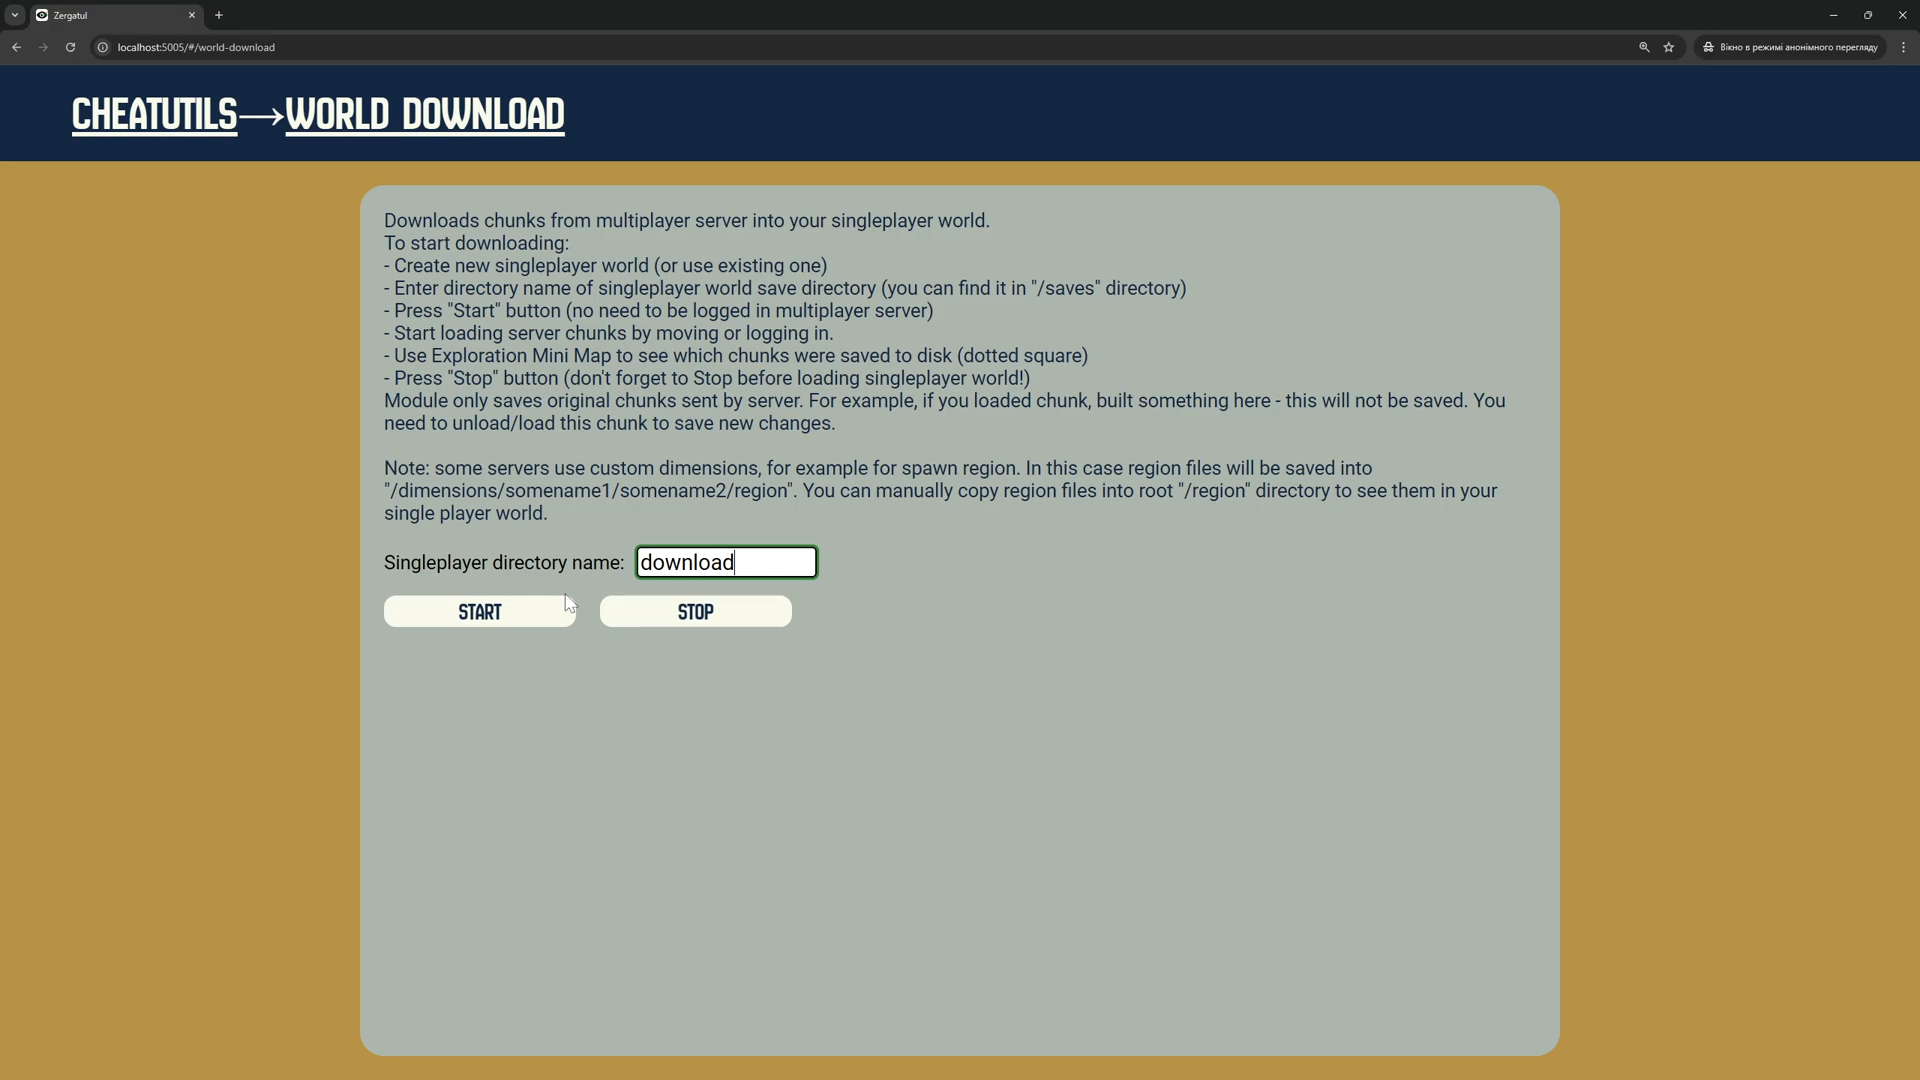 Zergatul
localhost:5005/#/world-download
Вікно в режимі анонімного перегляду
CHEATUTILS→WORLD DOWNLOAD
Downloads chunks from multiplayer server into your singleplayer world.
To start downloading:
- Create new singleplayer world (or use existing one)
- Enter directory name of singleplayer world save directory (you can find it in "/saves" directory)
- Press "Start" button (no need to be logged in multiplayer server)
- Start loading server chunks by moving or logging in.
- Use Exploration Mini Map to see which chunks were saved to disk (dotted square)
- Press "Stop" button (don't forget to Stop before loading singleplayer world!)
Module only saves original chunks sent by server. For example, if you loaded chunk, built something here - this will not be saved. You
need to unload/load this chunk to save new changes.
Note: some servers use custom dimensions, for example for spawn region. In this case region files will be saved into
"/dimensions/somename1/somename2/region". You can manually copy region files into root "/region" directory to see them in your
single player world.
Singleplayer directory name: download
START STOP